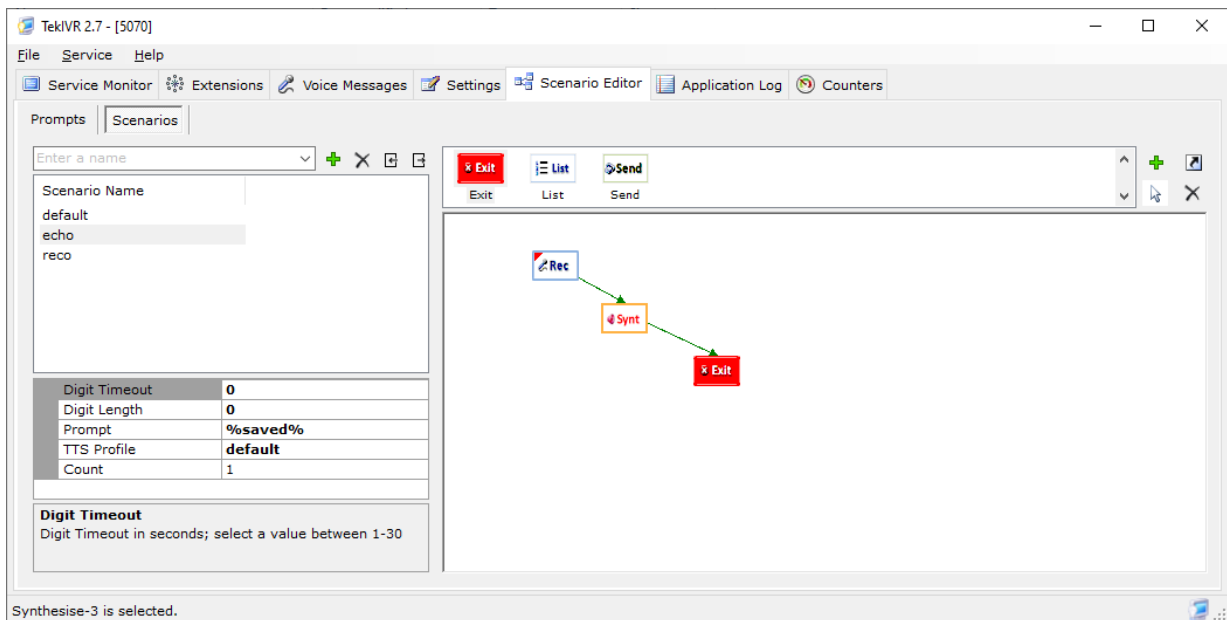 TekIVR 2.7 - [5070]
File Service Help
Service Monitor Extensions Voice Messages Settings Scenario Editor Application Log Counters
Prompts Scenarios
Enter a name
Scenario Name
default
echo
reco
Digit Timeout 0
Digit Length 0
Prompt %saved%
TTS Profile default
Count 1
Digit Timeout
Digit Timeout in seconds; select a value between 1-30
Exit List Send
Exit List Send
Rec
Synt
Exit
Synthesise-3 is selected.